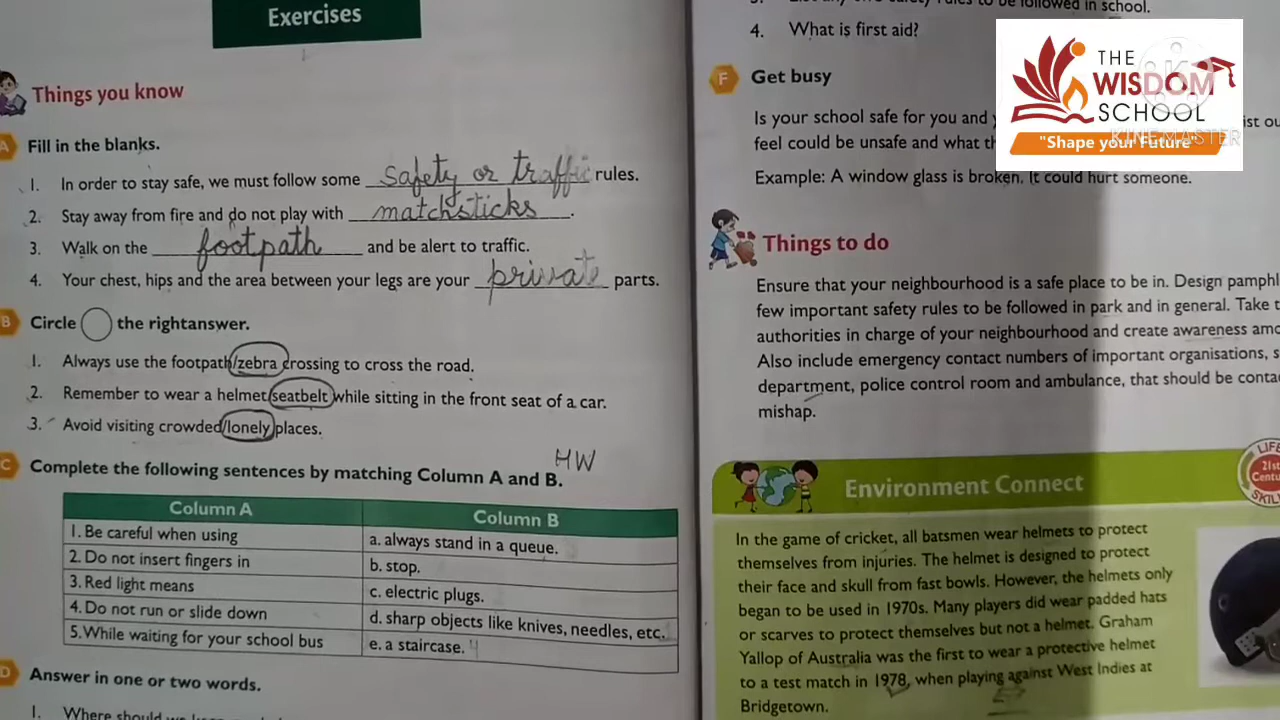 Exercises
Things you know
A Fill in the blanks.
1. In order to stay safe, we must follow some safety or traffic rules.
2. Stay away from fire and do not play with matchsticks.
3. Walk on the footpath and be alert to traffic.
4. Your chest, hips and the area between your legs are your private parts.
B Circle the rightanswer.
1. Always use the footpath/zebra crossing to cross the road.
2. Remember to wear a helmet/seatbelt while sitting in the front seat of a car.
3. Avoid visiting crowded/lonely places.
HW
C Complete the following sentences by matching Column A and B.
Column A Column B
1. Be careful when using a. always stand in a queue.
2. Do not insert fingers in b. stop.
3. Red light means c. electric plugs.
4. Do not run or slide down d. sharp objects like knives, needles, etc.
5. While waiting for your school bus e. a staircase.
D Answer in one or two words.
1. Where should we
safety rules to be followed in school.
4. What is first aid?
F Get busy
Is your school safe for you and
feel could be unsafe and what
Example: A window glass is broken. It could hurt someone.
Things to do
Ensure that your neighbourhood is a safe place to be in. Design
few important safety rules to be followed in park and in general. Take
authorities in charge of your neighbourhood and create awareness
Also include emergency contact numbers of important organisations,
department, police control room and ambulance, that should be
mishap.
Environment Connect
LIFE
21st
SKILL
In the game of cricket, all batsmen wear helmets to protect
themselves from injuries. The helmet is designed to protect
their face and skull from fast bowls. However, the helmets only
began to be used in 1970s. Many players did wear padded hats
or scarves to protect themselves but not a helmet. Graham
Yallop of Australia was the first to wear a protective helmet
to a test match in 1978, when playing against West Indies at
Bridgetown.
THE
WISDOM
SCHOOL
"Shape your Future"
KINEMASTER